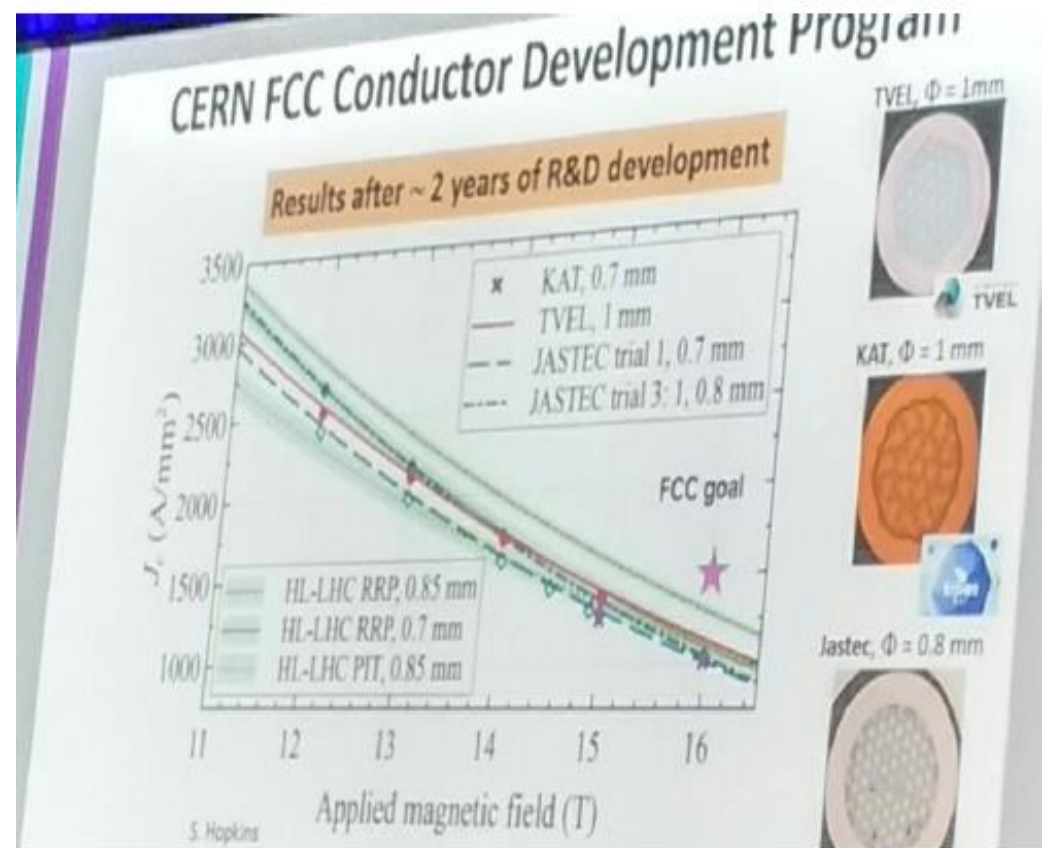 CERN FCC Conductor Development Program
Results after ~ 2 years of R&D development
TVEL, Φ = 1mm
TVEL
KAT, Φ = 1 mm
Jastec, Φ = 0.8 mm
3500
3000
2500
2000
1500
1000
J_c (A/mm²)
KAT, 0.7 mm
TVEL, 1 mm
JASTEC trial 1, 0.7 mm
JASTEC trial 3: 1, 0.8 mm
FCC goal
HL-LHC RRP, 0.85 mm
HL-LHC RRP, 0.7 mm
HL-LHC PIT, 0.85 mm
11 12 13 14 15 16
Applied magnetic field (T)
S. Hopkins